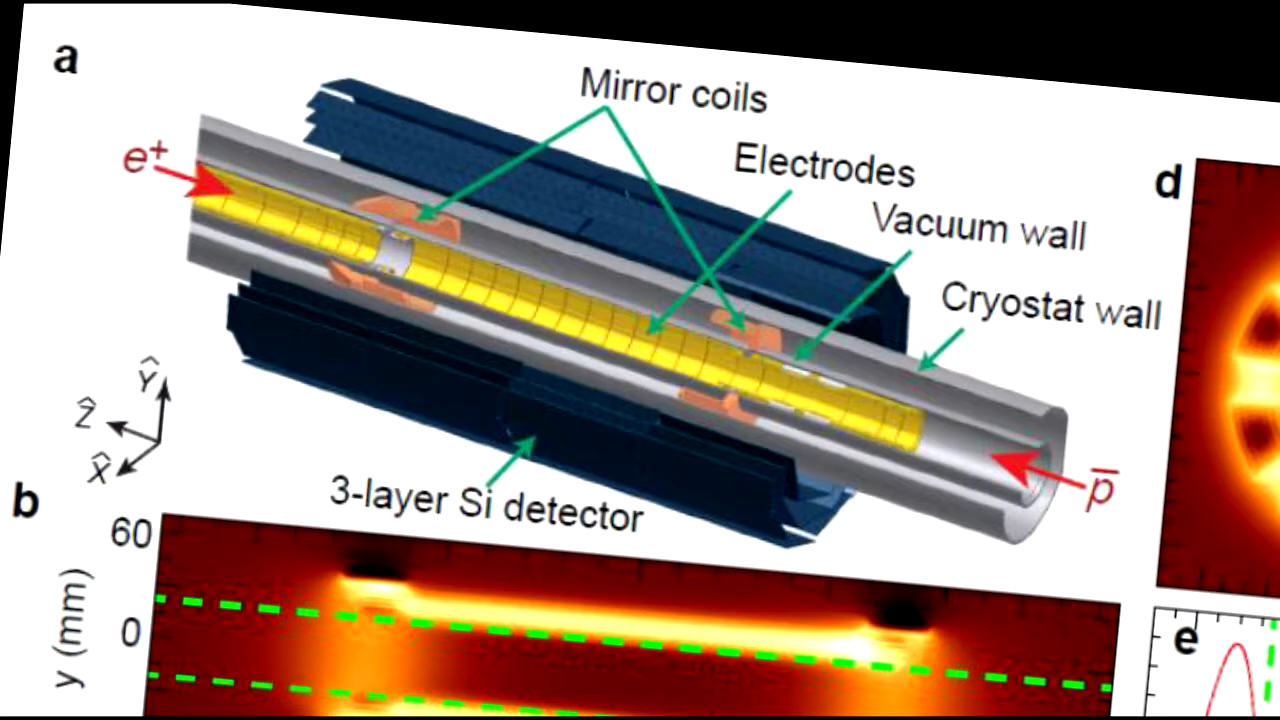 a
Mirror coils
Electrodes
Vacuum wall
Cryostat wall
e⁺
d
Ŷ
Ẑ
X̂
3-layer Si detector
p̅
b
60
0
y (mm)
e